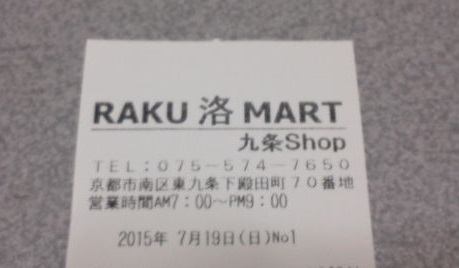 RAKU 洛 MART
九条Shop
TEL：075－574－7650
京都市南区東九条下殿田町７０番地
営業時間AM7：00～PM9：00
2015年 7月19日(日)No1